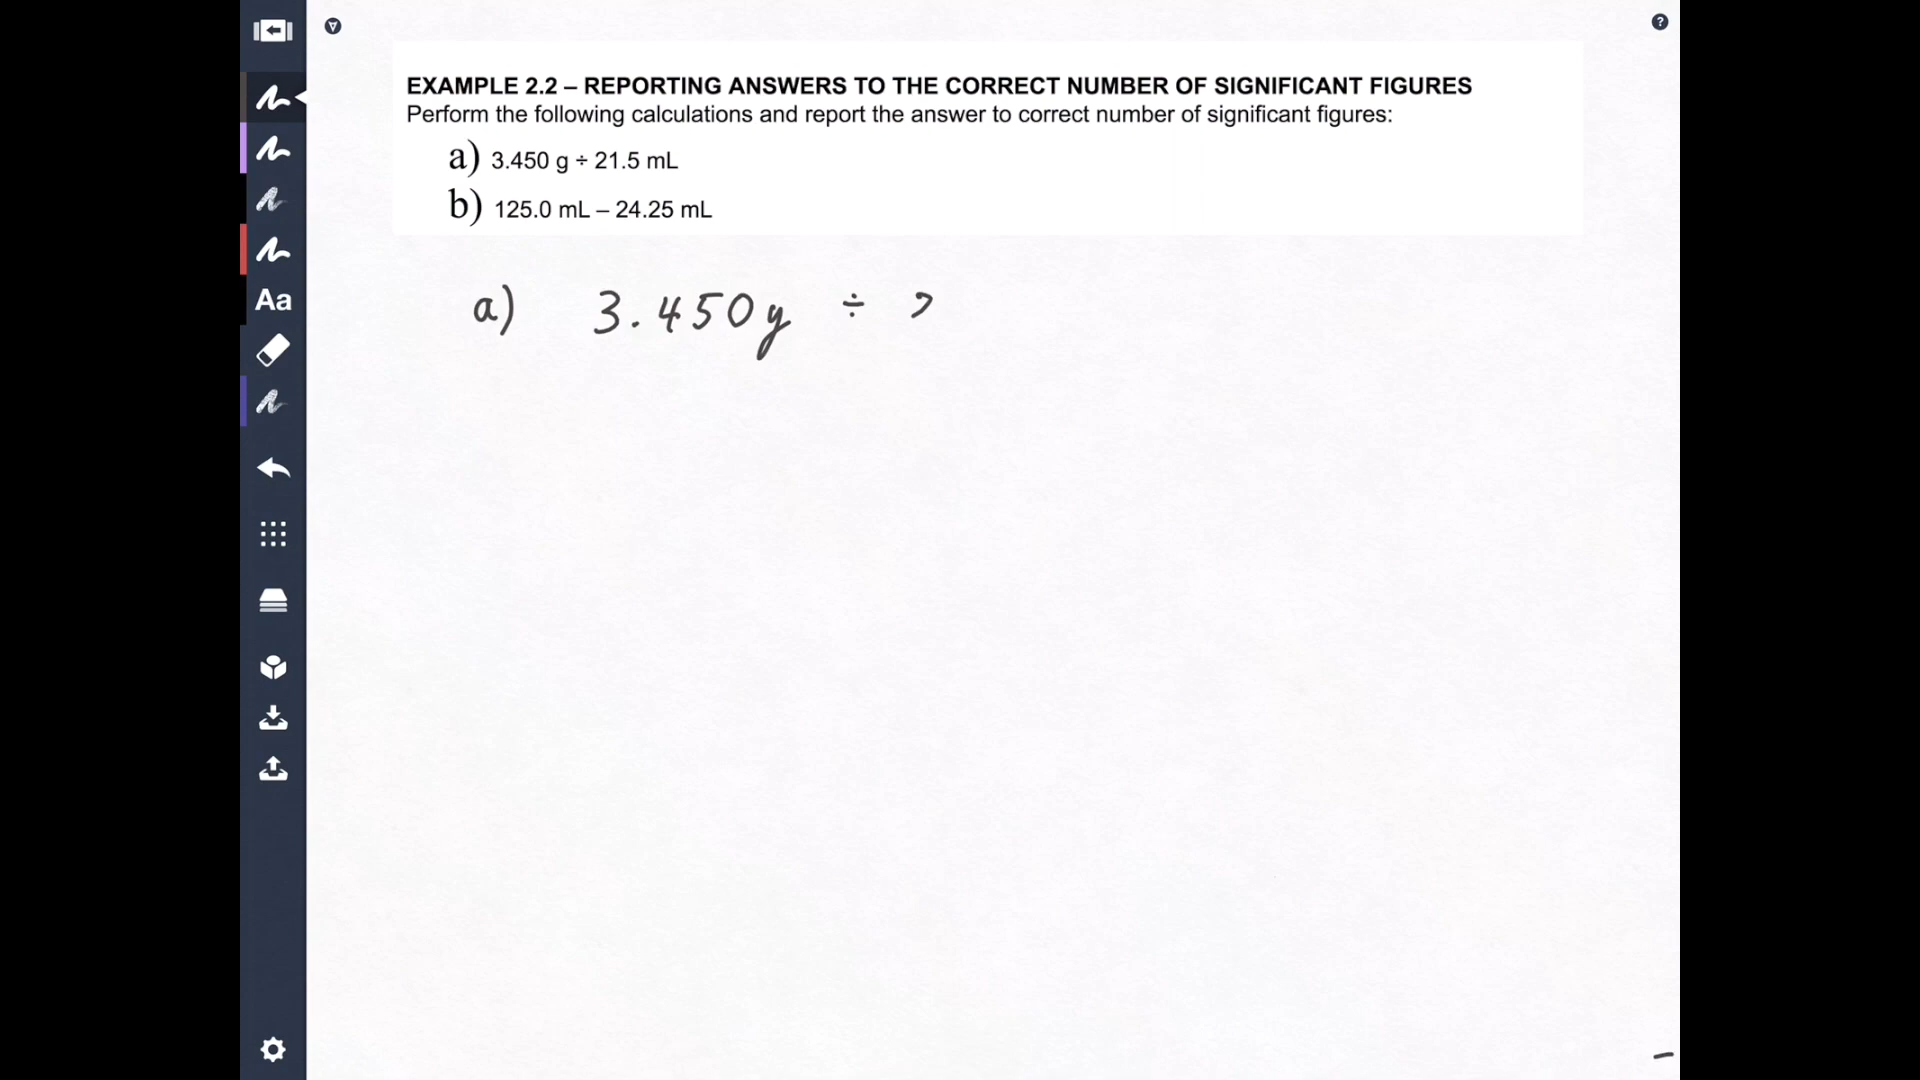 EXAMPLE 2.2 – REPORTING ANSWERS TO THE CORRECT NUMBER OF SIGNIFICANT FIGURES
Perform the following calculations and report the answer to correct number of significant figures:
a) 3.450 g ÷ 21.5 mL
b) 125.0 mL – 24.25 mL
a) 3.450g ÷
Aa